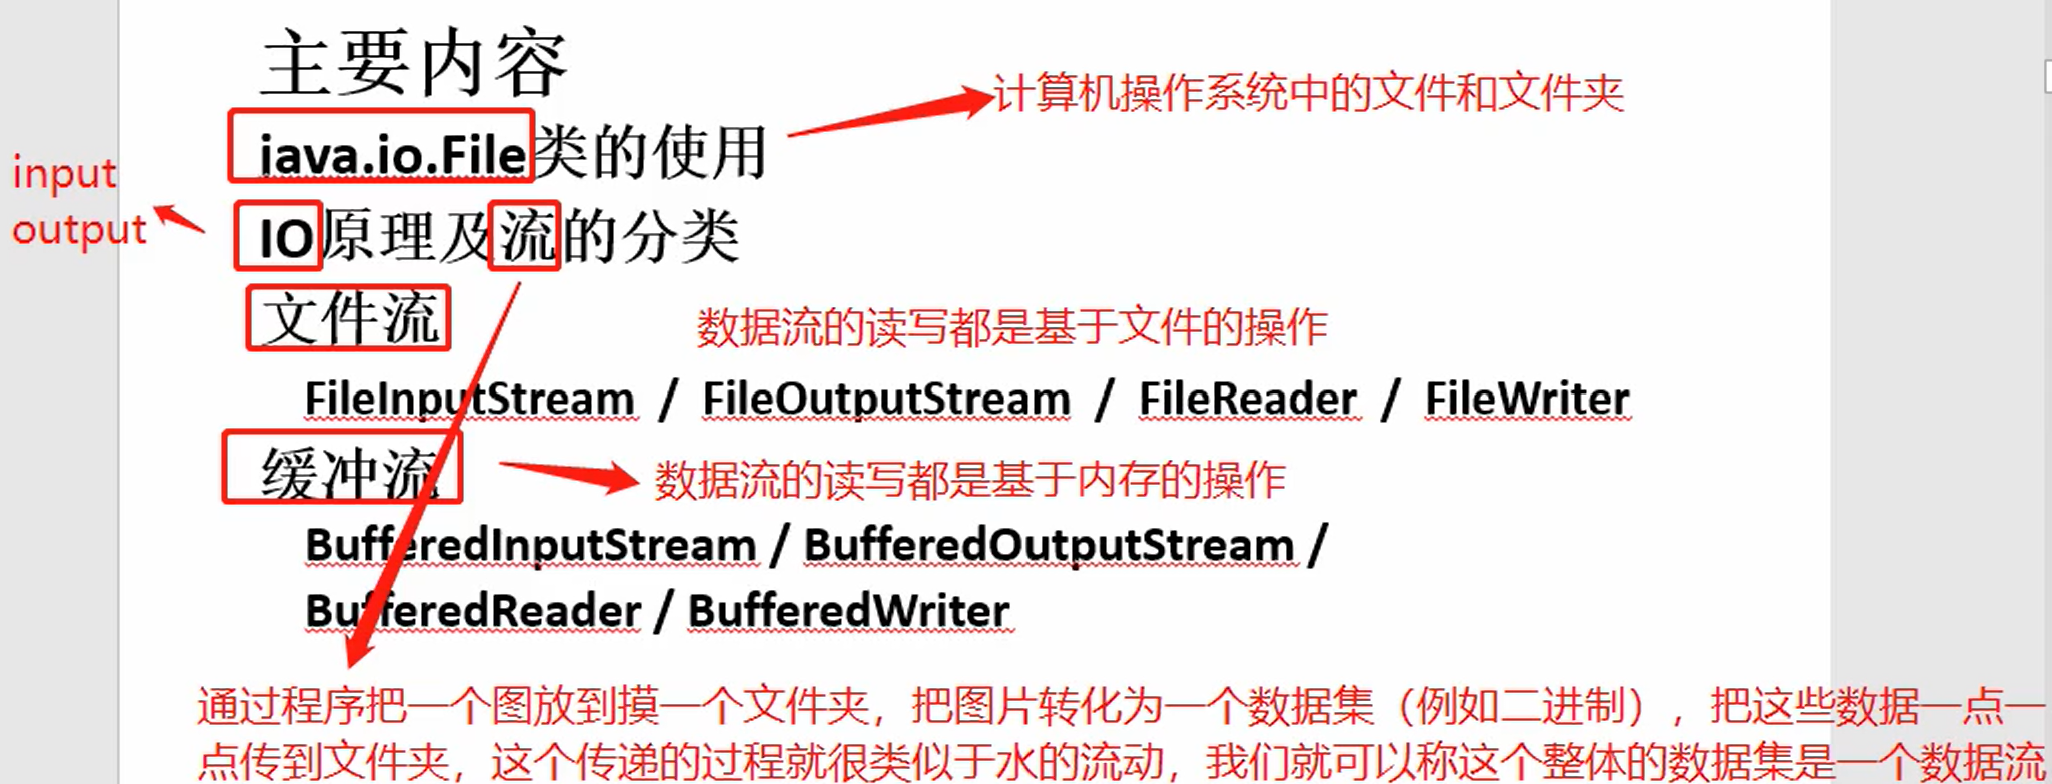 主要内容
计算机操作系统中的文件和文件夹
java.io.File类的使用
input
output
IO原理及流的分类
文件流
数据流的读写都是基于文件的操作
FileInputStream / FileOutputStream / FileReader / FileWriter
缓冲流
数据流的读写都是基于内存的操作
BufferedInputStream / BufferedOutputStream /
BufferedReader / BufferedWriter
通过程序把一个图放到摸一个文件夹，把图片转化为一个数据集（例如二进制），把这些数据一点一
点传到文件夹，这个传递的过程就很类似于水的流动，我们就可以称这个整体的数据集是一个数据流